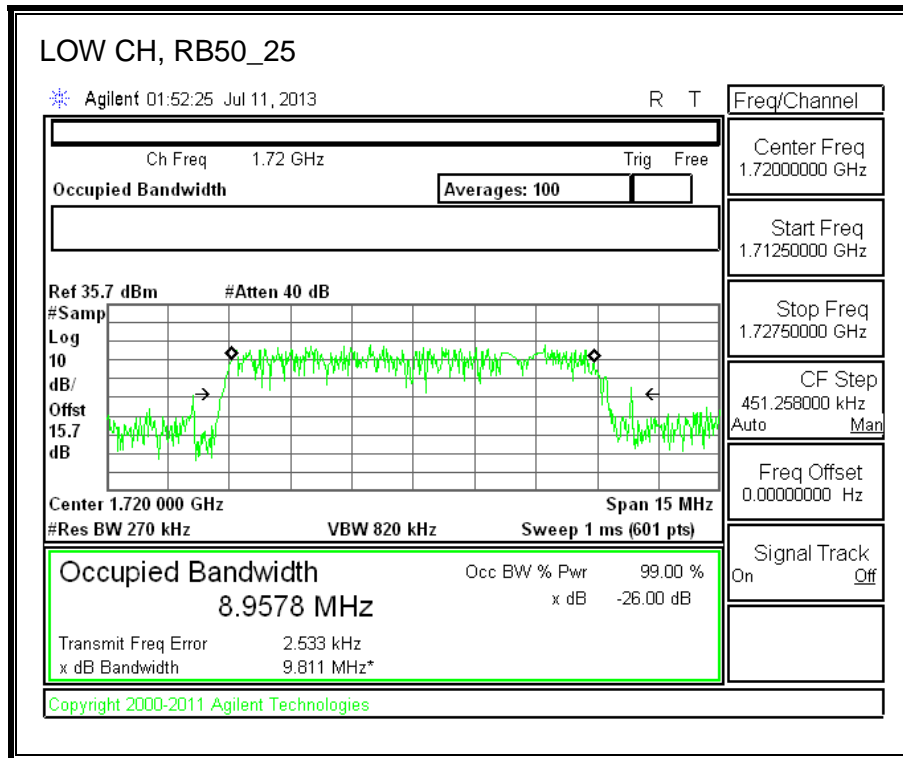 LOW CH, RB50_25
Agilent 01:52:25 Jul 11, 2013 R T
Freq/Channel
Ch Freq 1.72 GHz Trig Free
Occupied Bandwidth Averages: 100
Center Freq
1.72000000 GHz
Start Freq
1.71250000 GHz
Stop Freq
1.72750000 GHz
CF Step
451.258000 kHz
Auto Man
Freq Offset
0.00000000 Hz
Signal Track
On Off
Ref 35.7 dBm #Atten 40 dB
#Samp
Log
10
dB/
Offst
15.7
dB
Center 1.720 000 GHz Span 15 MHz
#Res BW 270 kHz VBW 820 kHz Sweep 1 ms (601 pts)
Occupied Bandwidth Occ BW % Pwr 99.00 %
8.9578 MHz x dB -26.00 dB
Transmit Freq Error 2.533 kHz
x dB Bandwidth 9.811 MHz*
Copyright 2000-2011 Agilent Technologies